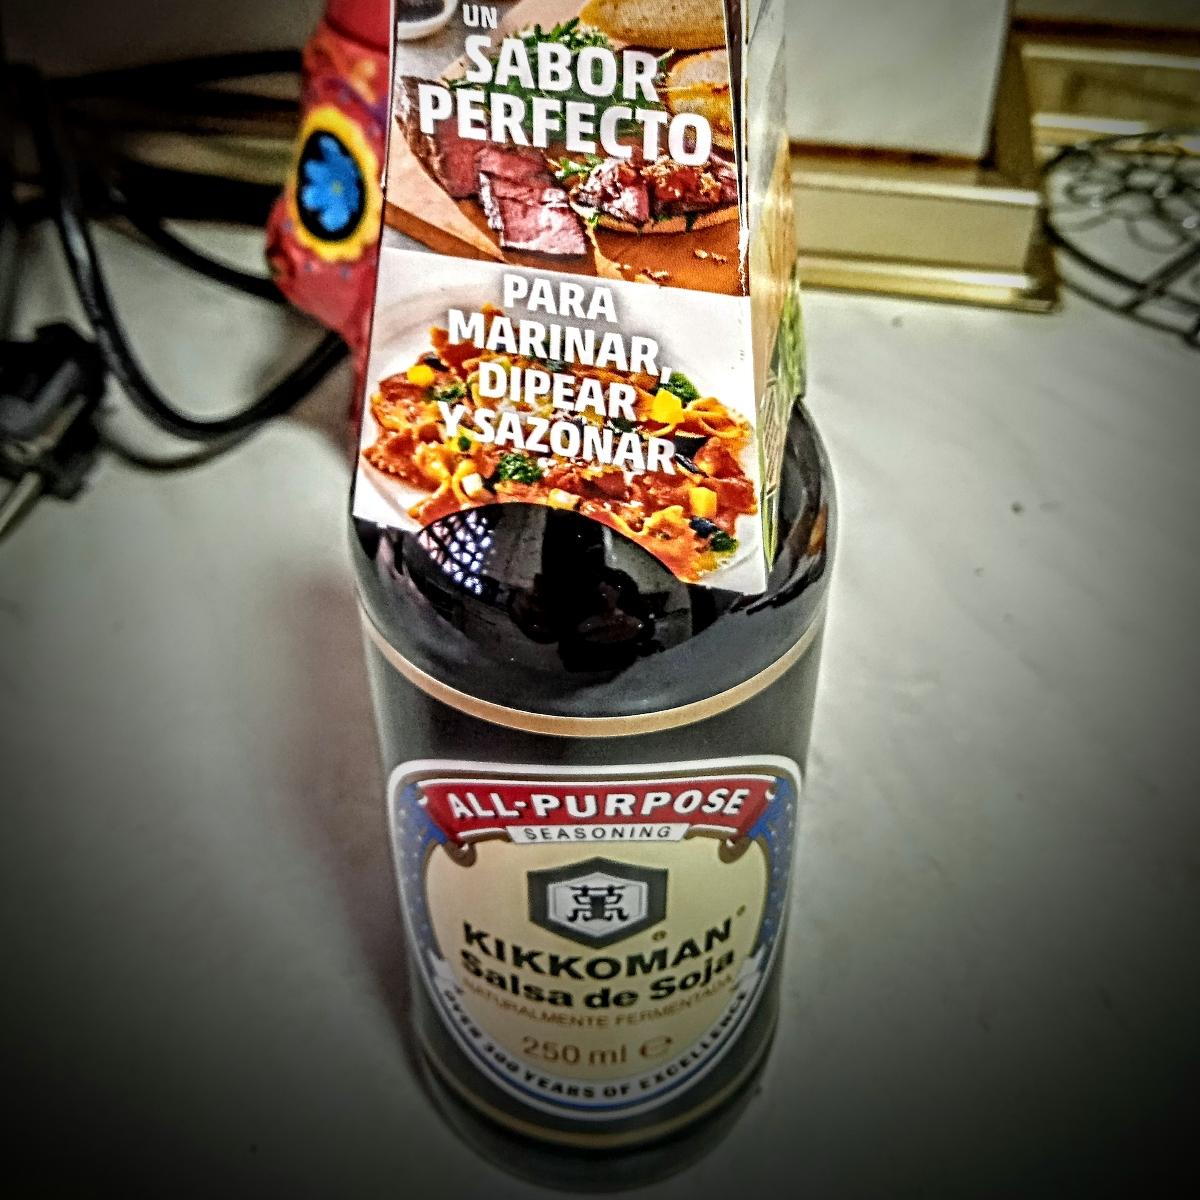 UN
SABOR
PERFECTO
PARA
MARINAR,
DIPEAR
Y SAZONAR
ALL-PURPOSE
SEASONING
KIKKOMAN®
Salsa de Soja
NATURALMENTE FERMENTADA
250 ml ℮
OVER 300 YEARS OF EXCELLENCE